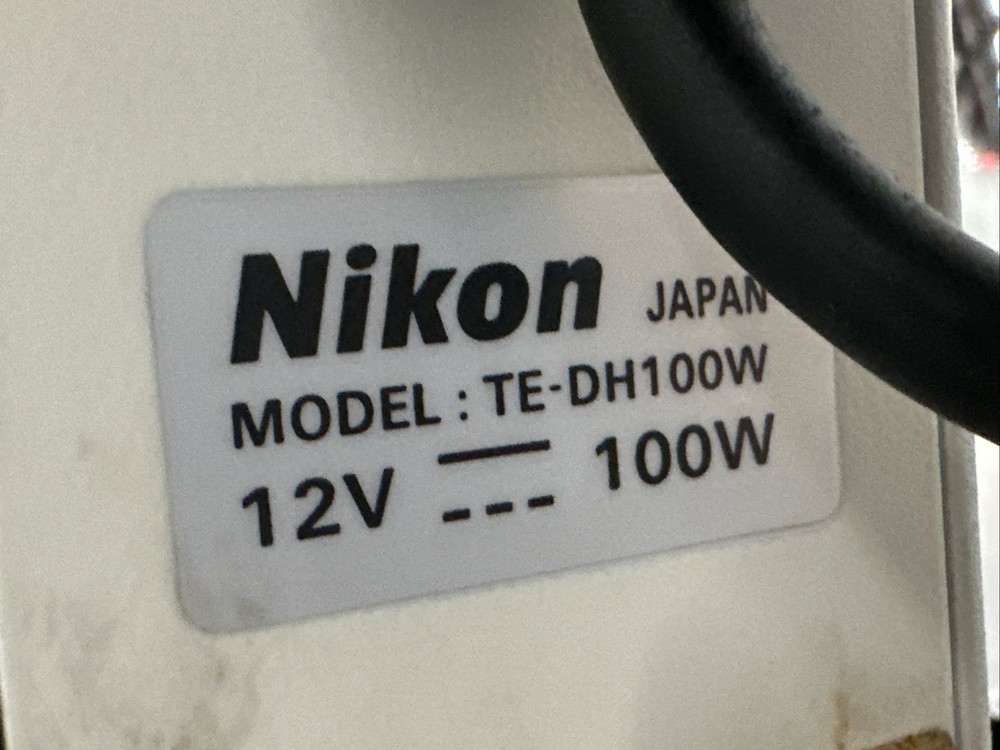 Nikon JAPAN
MODEL : TE-DH100W
12V ⎓ 100W